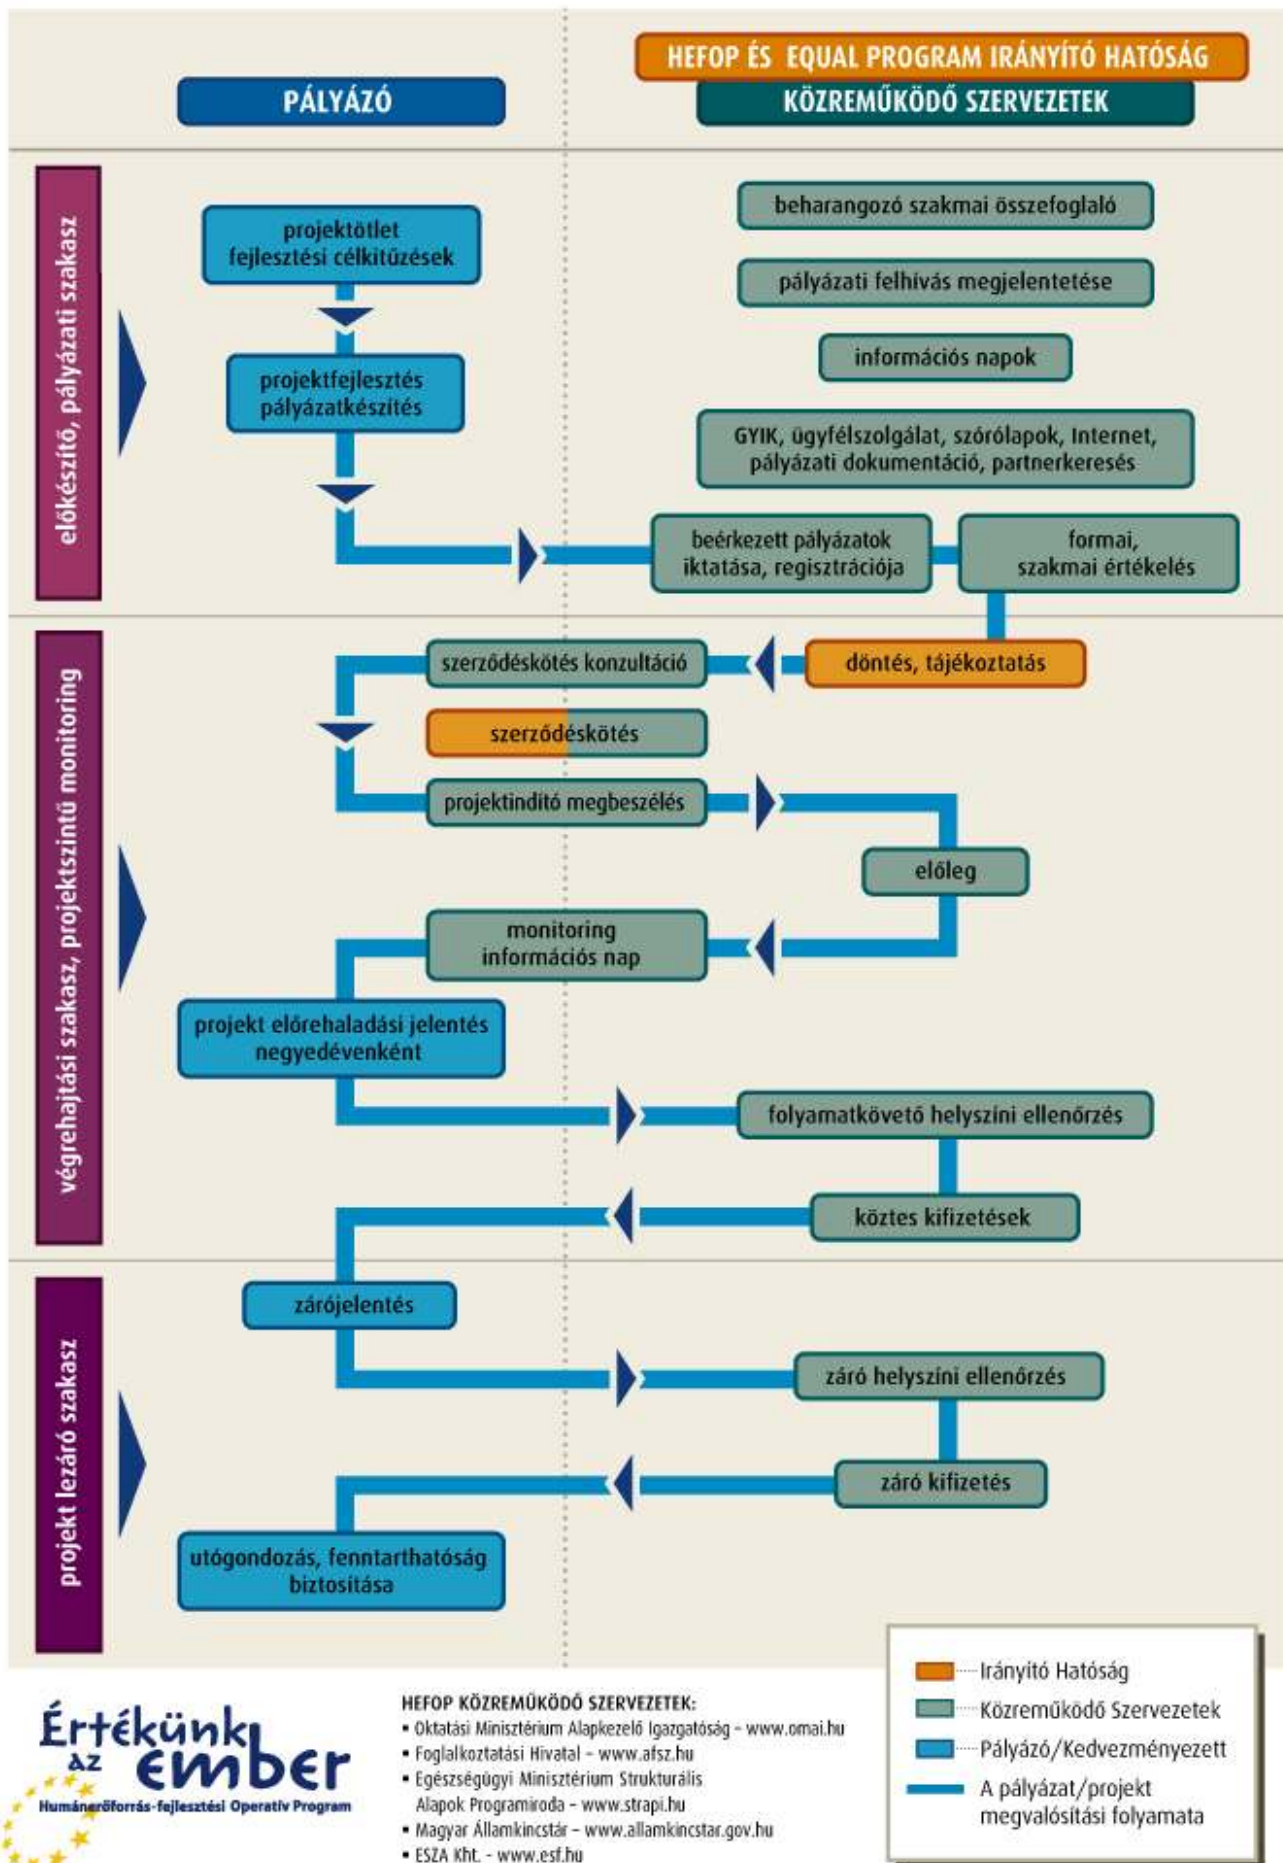 HEFOP ÉS EQUAL PROGRAM IRÁNYÍTÓ HATÓSÁG
PÁLYÁZÓ
KÖZREMŰKÖDŐ SZERVEZETEK
előkészítő, pályázati szakasz
projektötlet
fejlesztési célkitűzések
projektfejlesztés
pályázatkészítés
beharangozó szakmai összefoglaló
pályázati felhívás megjelentetése
információs napok
GYIK, ügyfélszolgálat, szórólapok, Internet,
pályázati dokumentáció, partnerkeresés
beérkezett pályázatok
iktatása, regisztrációja
formai,
szakmai értékelés
végrehajtási szakasz, projektszintű monitoring
szerződéskötés konzultáció
döntés, tájékoztatás
szerződéskötés
projektindító megbeszélés
előleg
monitoring
információs nap
projekt előrehaladási jelentés
negyedévenként
folyamatkövető helyszíni ellenőrzés
köztes kifizetések
projekt lezáró szakasz
zárójelentés
záró helyszíni ellenőrzés
záró kifizetés
utógondozás, fenntarthatóság
biztosítása
Irányító Hatóság
Közreműködő Szervezetek
Pályázó/Kedvezményezett
A pályázat/projekt
megvalósítási folyamata
Értékünk
az ember
Humánerőforrás-fejlesztési Operatív Program
HEFOP KÖZREMŰKÖDŐ SZERVEZETEK:
▪ Oktatási Minisztérium Alapkezelő Igazgatóság – www.omai.hu
▪ Foglalkoztatási Hivatal – www.afsz.hu
▪ Egészségügyi Minisztérium Strukturális
Alapok Programiroda – www.strapi.hu
▪ Magyar Államkincstár – www.allamkincstar.gov.hu
▪ ESZA Kht. - www.esf.hu